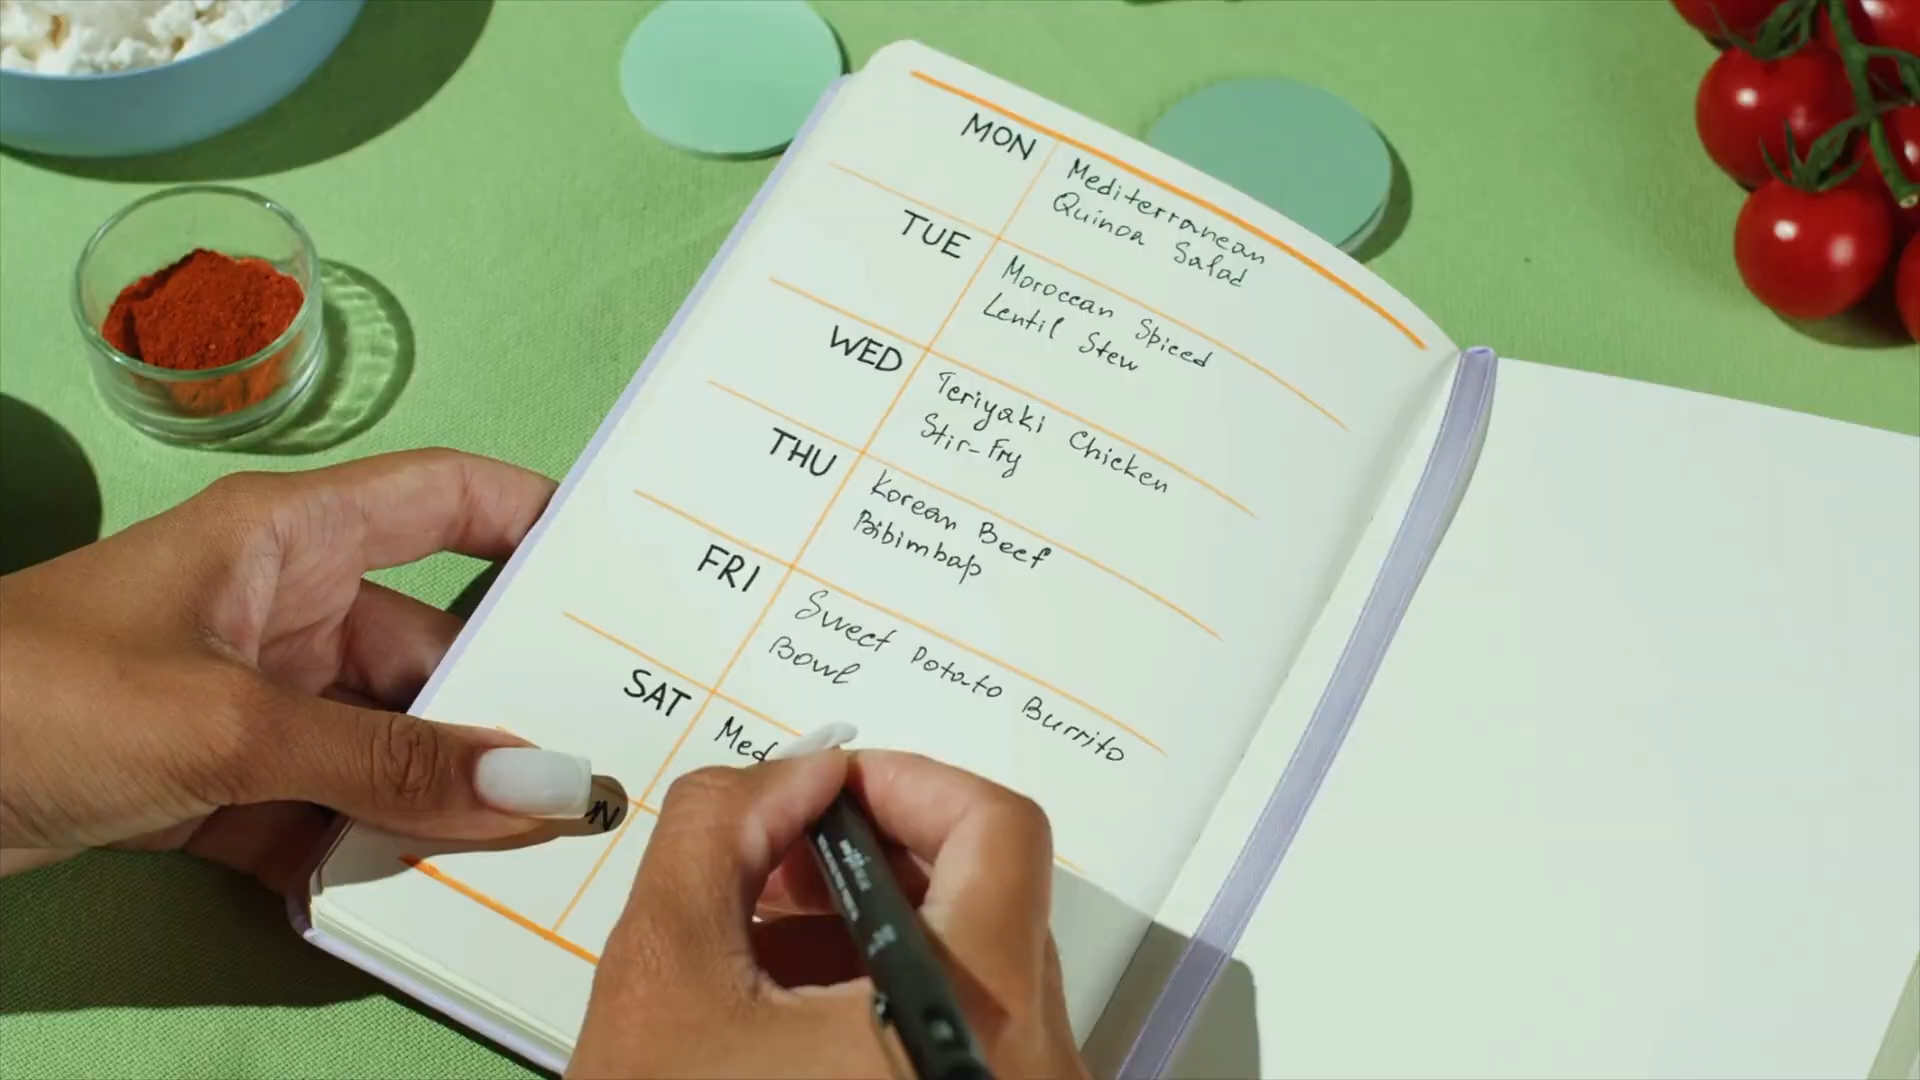 MON
Mediterranean
Quinoa Salad
TUE
Moroccan Spiced
Lentil Stew
WED
Teriyaki Chicken
Stir-Fry
THU
Korean Beef
Bibimbap
FRI
Sweet Potato Burrito
Bowl
SAT
Med